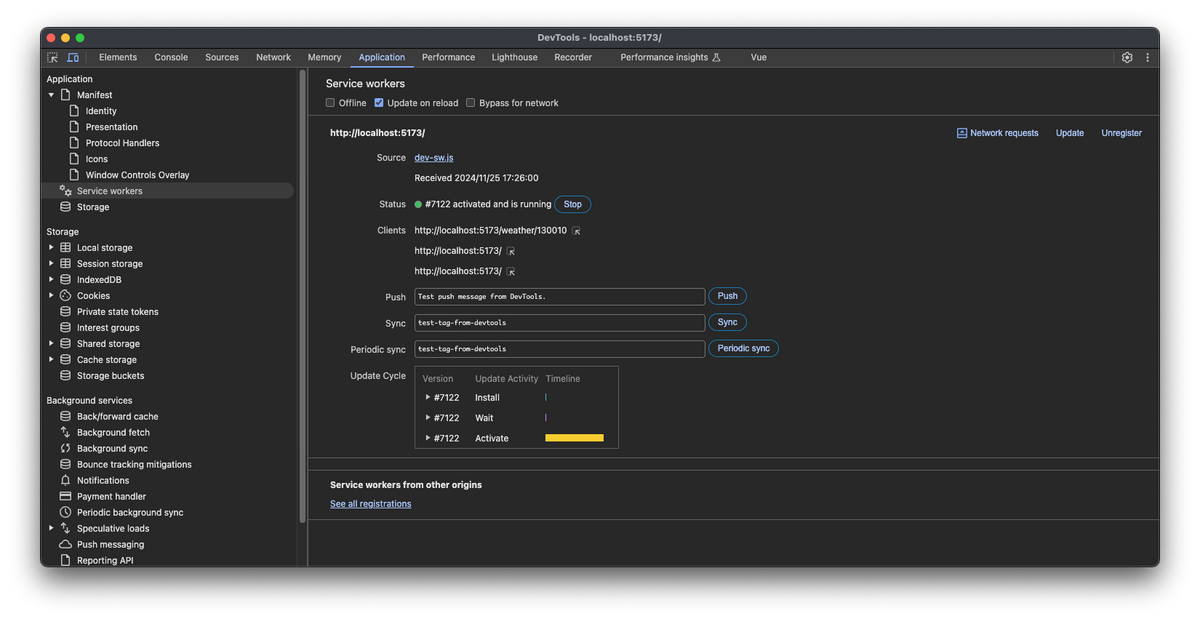 DevTools - localhost:5173/
Elements Console Sources Network Memory Application Performance Lighthouse Recorder Performance insights Vue
Application
Manifest
Identity
Presentation
Protocol Handlers
Icons
Window Controls Overlay
Service workers
Storage
Storage
Local storage
Session storage
IndexedDB
Cookies
Private state tokens
Interest groups
Shared storage
Cache storage
Storage buckets
Background services
Back/forward cache
Background fetch
Background sync
Bounce tracking mitigations
Notifications
Payment handler
Periodic background sync
Speculative loads
Push messaging
Reporting API
Service workers
Offline Update on reload Bypass for network
http://localhost:5173/ Network requests Update Unregister
Source dev-sw.js
Received 2024/11/25 17:26:00
Status #7122 activated and is running Stop
Clients http://localhost:5173/weather/130010
http://localhost:5173/
http://localhost:5173/
Push Test push message from DevTools. Push
Sync test-tag-from-devtools Sync
Periodic sync test-tag-from-devtools Periodic sync
Update Cycle Version Update Activity Timeline
#7122 Install
#7122 Wait
#7122 Activate
Service workers from other origins
See all registrations